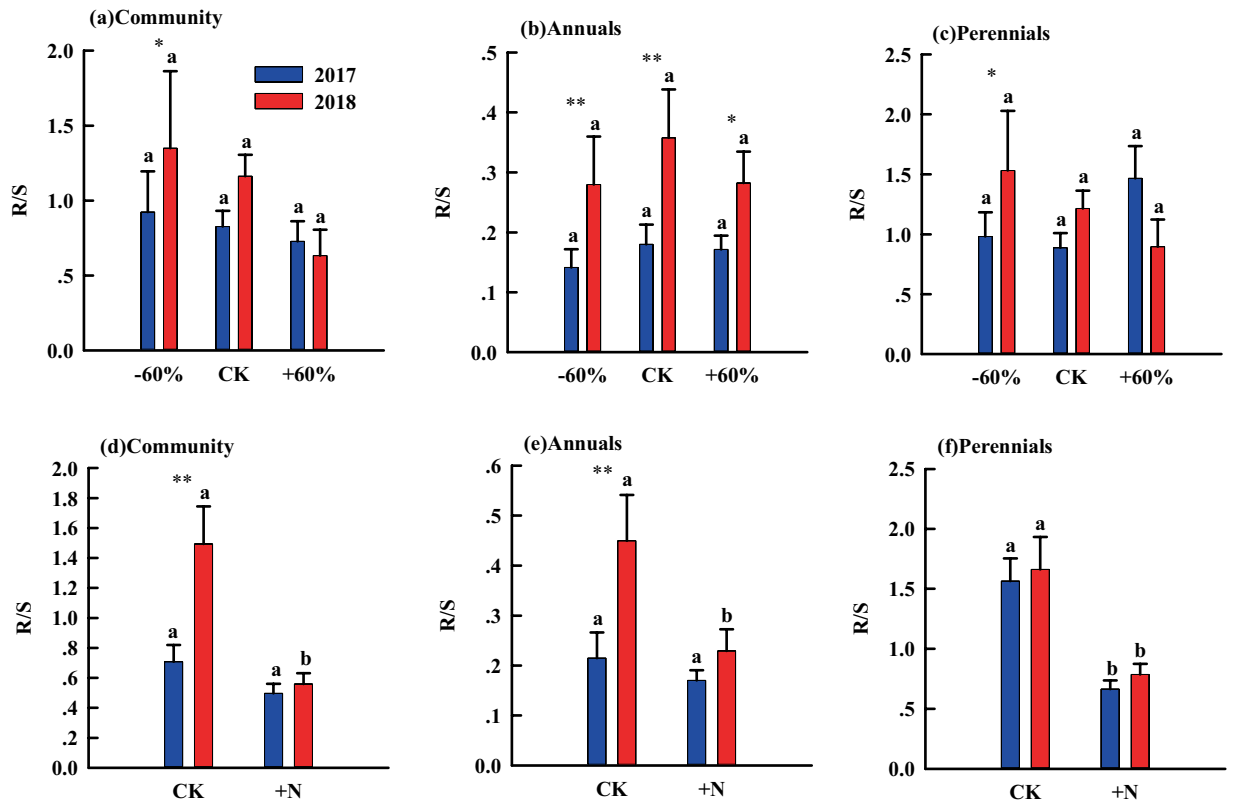 (a)Community
*
a
a
a
a
a
a
2017
2018
2.0
1.5
1.0
.5
0.0
R/S
-60% CK +60%
(b)Annuals
**
**
*
a
a
a
a
a
a
.5
.4
.3
.2
.1
0.0
R/S
-60% CK +60%
(c)Perennials
*
a
a
a
a
a
a
2.5
2.0
1.5
1.0
.5
0.0
R/S
-60% CK +60%
(d)Community
**
a
a
a
b
2.0
1.8
1.6
1.4
1.2
1.0
.8
.6
.4
.2
0.0
R/S
CK +N
(e)Annuals
**
a
a
a
b
.6
.5
.4
.3
.2
.1
0.0
R/S
CK +N
(f)Perennials
a
a
b
b
2.5
2.0
1.5
1.0
.5
0.0
R/S
CK +N